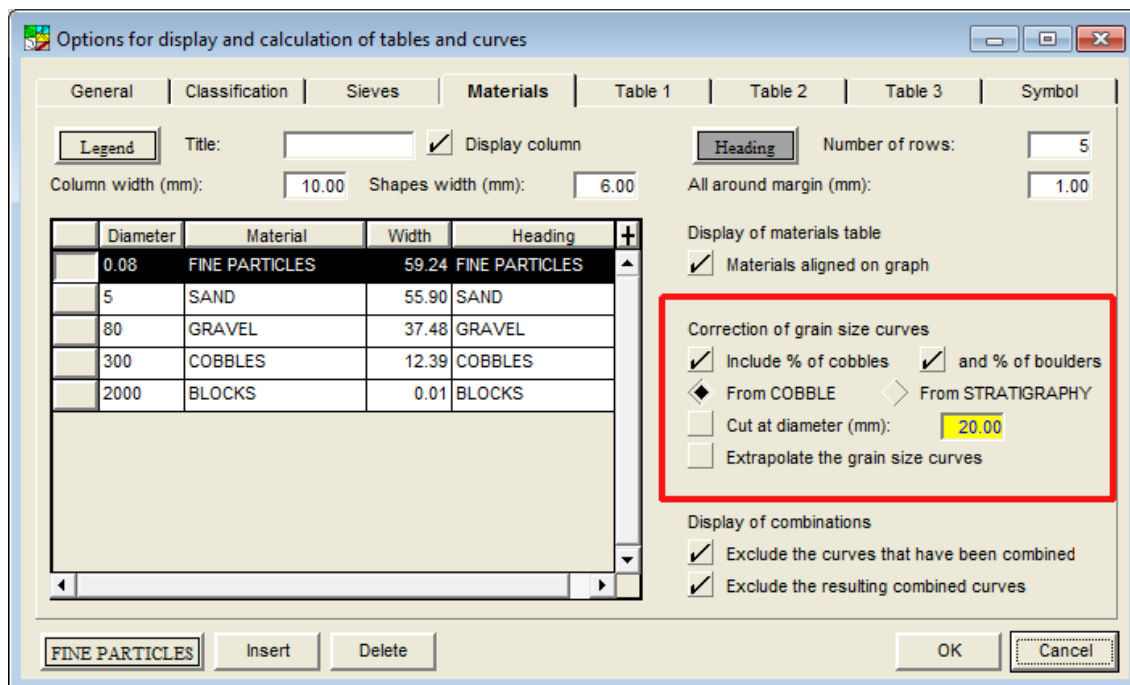 Options for display and calculation of tables and curves
General Classification Sieves Materials Table 1 Table 2 Table 3 Symbol
Legend Title: Display column Heading Number of rows: 5
Column width (mm): 10.00 Shapes width (mm): 6.00 All around margin (mm): 1.00
Diameter Material Width Heading +
0.08 FINE PARTICLES 59.24 FINE PARTICLES
5 SAND 55.90 SAND
80 GRAVEL 37.48 GRAVEL
300 COBBLES 12.39 COBBLES
2000 BLOCKS 0.01 BLOCKS
Display of materials table
Materials aligned on graph
Correction of grain size curves
Include % of cobbles and % of boulders
From COBBLE From STRATIGRAPHY
Cut at diameter (mm): 20.00
Extrapolate the grain size curves
Display of combinations
Exclude the curves that have been combined
Exclude the resulting combined curves
FINE PARTICLES Insert Delete OK Cancel